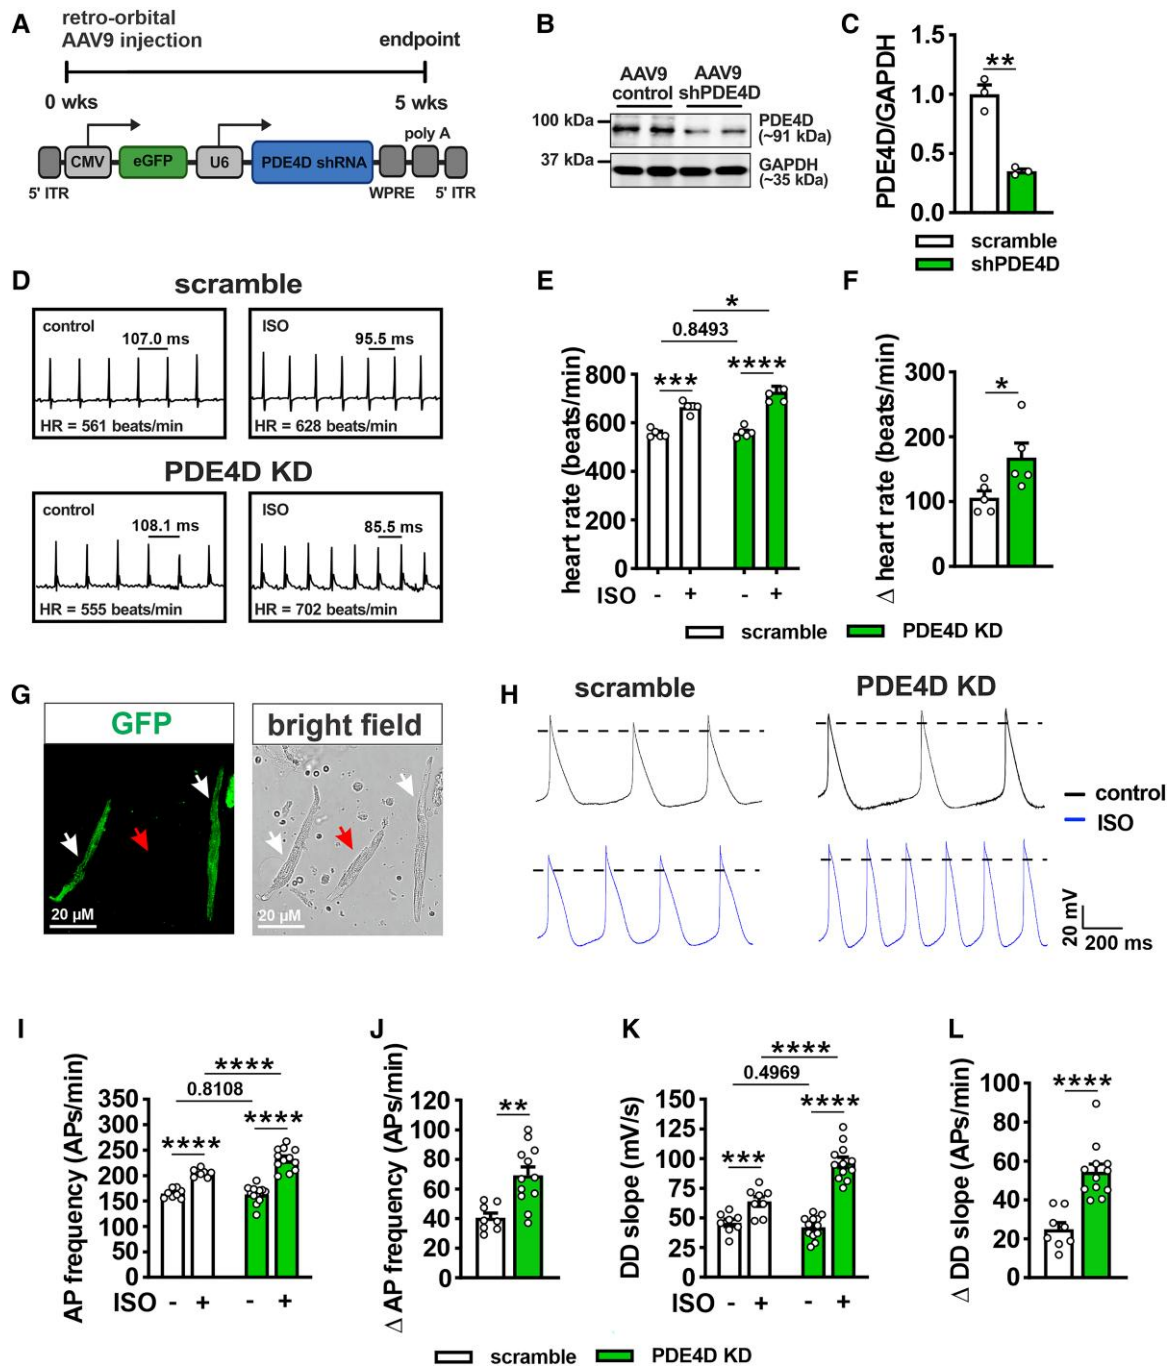 A
retro-orbital
AAV9 injection
endpoint
0 wks
5 wks
poly A
CMV
eGFP
U6
PDE4D shRNA
5' ITR
WPRE
5' ITR
B
AAV9
control
AAV9
shPDE4D
100 kDa
PDE4D
(~91 kDa)
37 kDa
GAPDH
(~35 kDa)
C
PDE4D/GAPDH
1.5
1.0
0.5
0.0
**
scramble
shPDE4D
D
scramble
control
107.0 ms
HR = 561 beats/min
ISO
95.5 ms
HR = 628 beats/min
PDE4D KD
control
108.1 ms
HR = 555 beats/min
ISO
85.5 ms
HR = 702 beats/min
E
heart rate (beats/min)
800
600
400
200
0
*
0.8493
***
****
ISO - + - +
F
Δ heart rate (beats/min)
300
200
100
0
*
scramble PDE4D KD
G
GFP
bright field
20 µM
20 µM
H
scramble
PDE4D KD
control
ISO
20 mV
200 ms
I
AP frequency (APs/min)
350
300
250
200
150
100
50
0
****
0.8108
****
****
ISO - + - +
J
Δ AP frequency (APs/min)
120
100
80
60
40
20
0
**
K
DD slope (mV/s)
150
125
100
75
50
25
0
****
0.4969
***
****
ISO - + - +
L
Δ DD slope (APs/min)
100
80
60
40
20
0
****
scramble PDE4D KD